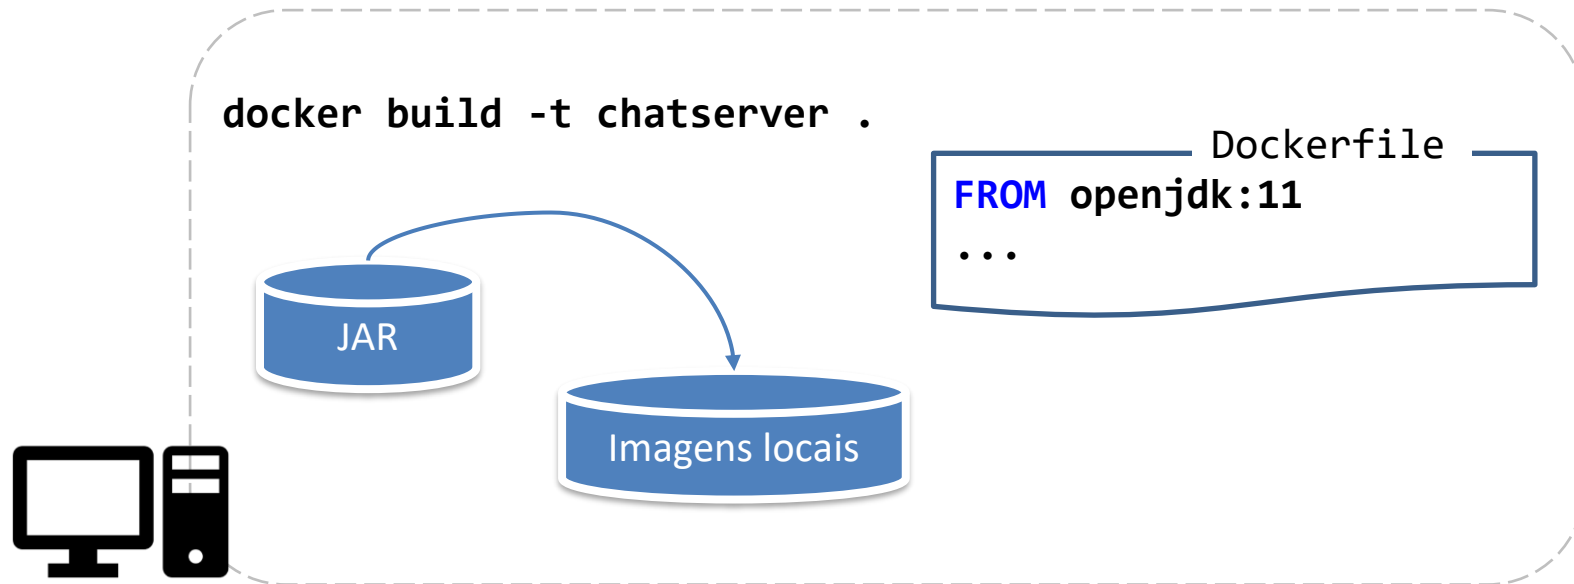 docker build -t chatserver .
Dockerfile
FROM openjdk:11
...
JAR
Imagens locais